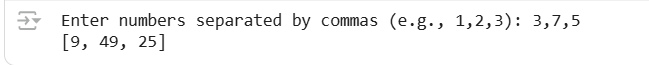 Enter numbers separated by commas (e.g., 1,2,3): 3,7,5
[9, 49, 25]